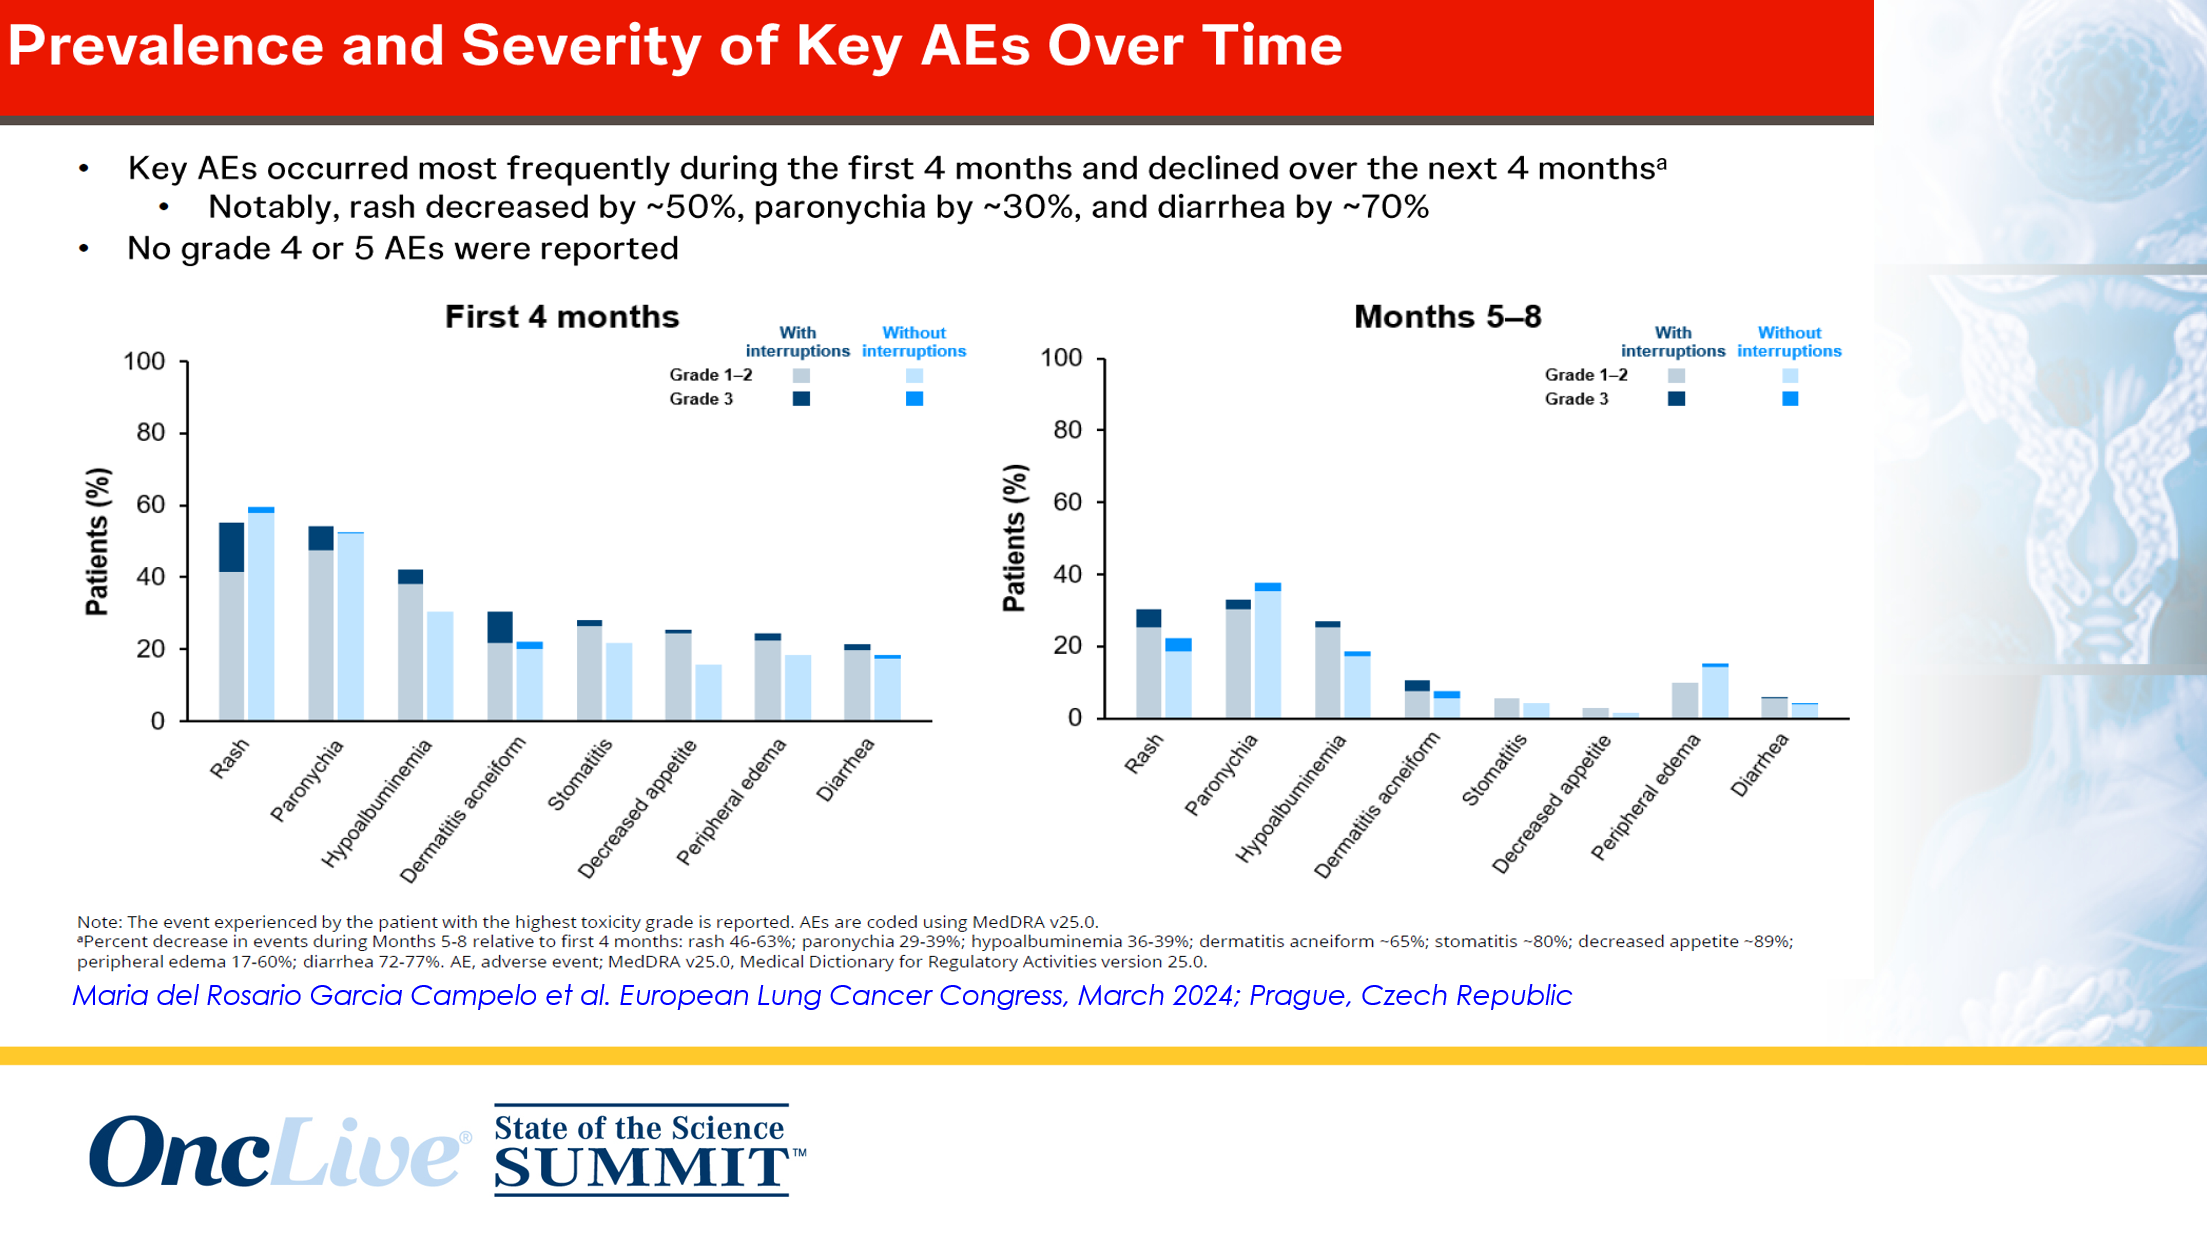 Prevalence and Severity of Key AEs Over Time
• Key AEs occurred most frequently during the first 4 months and declined over the next 4 monthsᵃ
• Notably, rash decreased by ~50%, paronychia by ~30%, and diarrhea by ~70%
• No grade 4 or 5 AEs were reported
First 4 months
With interruptions
Without interruptions
Grade 1–2
Grade 3
Patients (%)
100
80
60
40
20
0
Rash
Paronychia
Hypoalbuminemia
Dermatitis acneiform
Stomatitis
Decreased appetite
Peripheral edema
Diarrhea
Months 5–8
With interruptions
Without interruptions
Grade 1–2
Grade 3
Patients (%)
100
80
60
40
20
0
Rash
Paronychia
Hypoalbuminemia
Dermatitis acneiform
Stomatitis
Decreased appetite
Peripheral edema
Diarrhea
Note: The event experienced by the patient with the highest toxicity grade is reported. AEs are coded using MedDRA v25.0.
ᵃPercent decrease in events during Months 5-8 relative to first 4 months: rash 46-63%; paronychia 29-39%; hypoalbuminemia 36-39%; dermatitis acneiform ~65%; stomatitis ~80%; decreased appetite ~89%;
peripheral edema 17-60%; diarrhea 72-77%. AE, adverse event; MedDRA v25.0, Medical Dictionary for Regulatory Activities version 25.0.
Maria del Rosario Garcia Campelo et al. European Lung Cancer Congress, March 2024; Prague, Czech Republic
OncLive®
State of the Science
SUMMIT™